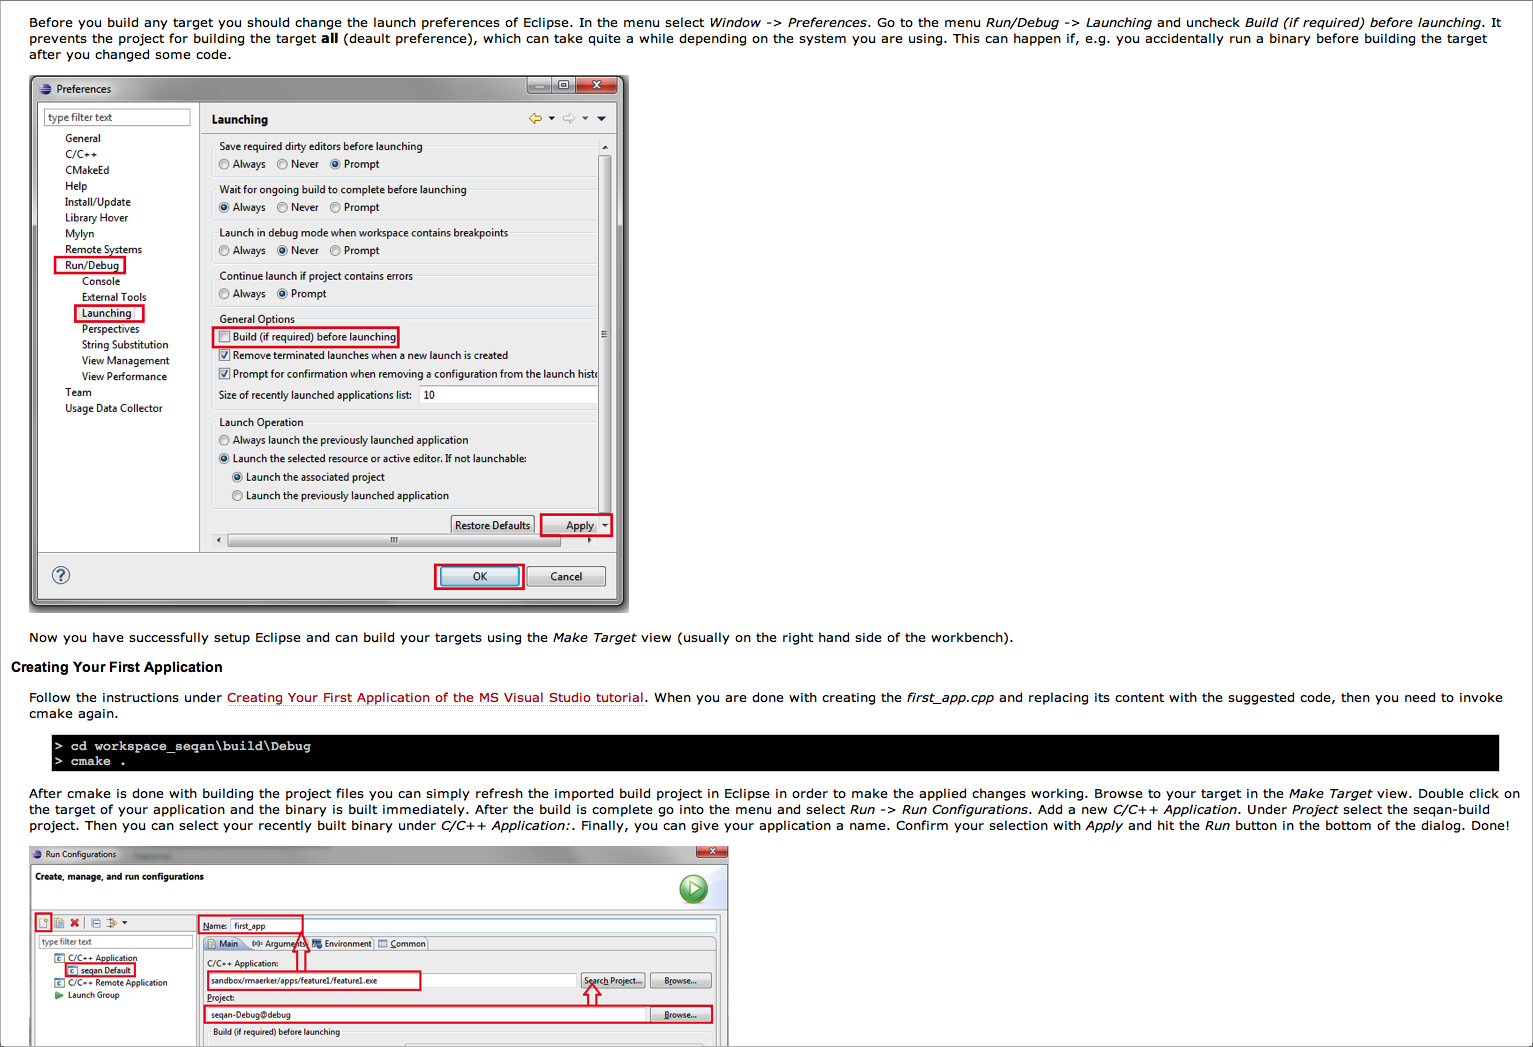 Before you build any target you should change the launch preferences of Eclipse. In the menu select Window -> Preferences. Go to the menu Run/Debug -> Launching and uncheck Build (if required) before launching. It
prevents the project for building the target all (deault preference), which can take quite a while depending on the system you are using. This can happen if, e.g. you accidentally run a binary before building the target
after you changed some code.
Preferences
type filter text
General
C/C++
CMakeEd
Help
Install/Update
Library Hover
Mylyn
Remote Systems
Run/Debug
Console
External Tools
Launching
Perspectives
String Substitution
View Management
View Performance
Team
Usage Data Collector
Launching
Save required dirty editors before launching
Always Never Prompt
Wait for ongoing build to complete before launching
Always Never Prompt
Launch in debug mode when workspace contains breakpoints
Always Never Prompt
Continue launch if project contains errors
Always Prompt
General Options
Build (if required) before launching
Remove terminated launches when a new launch is created
Prompt for confirmation when removing a configuration from the launch histo
Size of recently launched applications list: 10
Launch Operation
Always launch the previously launched application
Launch the selected resource or active editor. If not launchable:
Launch the associated project
Launch the previously launched application
Restore Defaults Apply
? OK Cancel
Now you have successfully setup Eclipse and can build your targets using the Make Target view (usually on the right hand side of the workbench).
Creating Your First Application
Follow the instructions under Creating Your First Application of the MS Visual Studio tutorial. When you are done with creating the first_app.cpp and replacing its content with the suggested code, then you need to invoke
cmake again.
> cd workspace_seqan\build\Debug
> cmake .
After cmake is done with building the project files you can simply refresh the imported build project in Eclipse in order to make the applied changes working. Browse to your target in the Make Target view. Double click on
the target of your application and the binary is built immediately. After the build is complete go into the menu and select Run -> Run Configurations. Add a new C/C++ Application. Under Project select the seqan-build
project. Then you can select your recently built binary under C/C++ Application:. Finally, you can give your application a name. Confirm your selection with Apply and hit the Run button in the bottom of the dialog. Done!
Run Configurations
Create, manage, and run configurations
type filter text
C/C++ Application
seqan Default
C/C++ Remote Application
Launch Group
Name: first_app
Main Arguments Environment Common
C/C++ Application:
sandbox/rmaerker/apps/feature1/feature1.exe Search Project... Browse...
Project:
seqan-Debug@debug Browse...
Build (if required) before launching